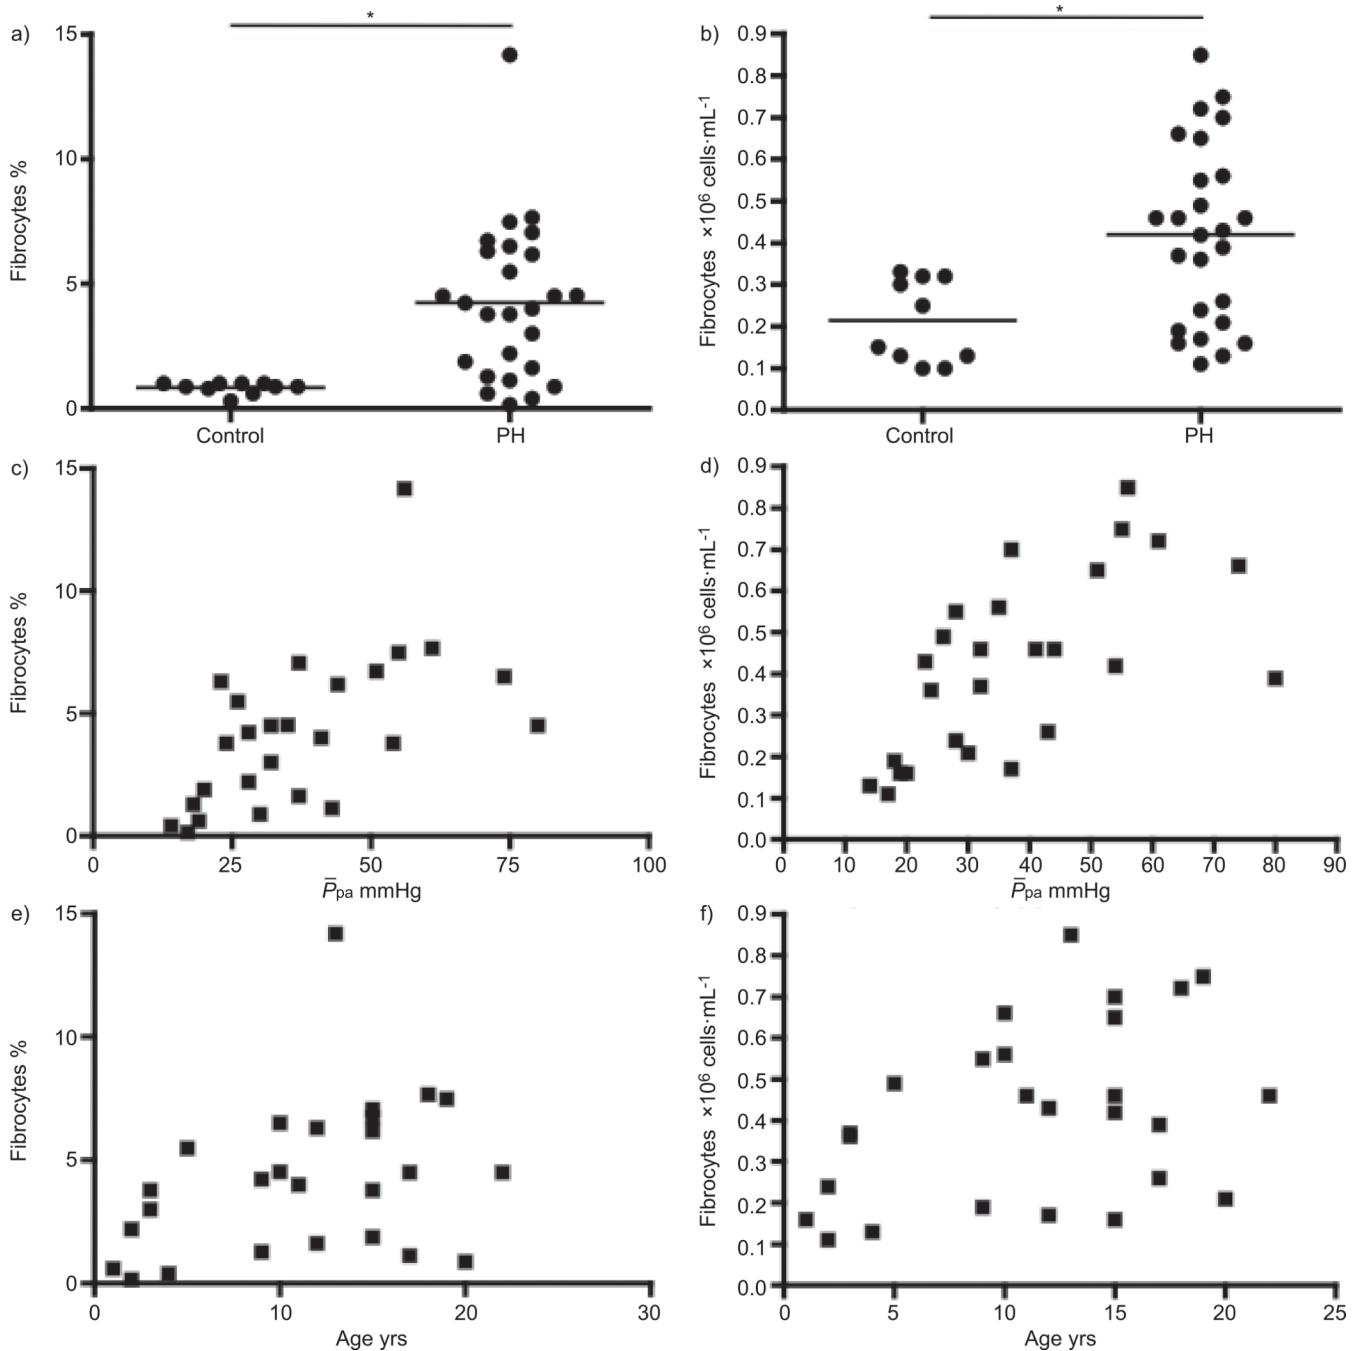 a)
*
15
10
5
0
Fibrocytes %
Control
PH
b)
*
0.9
0.8
0.7
0.6
0.5
0.4
0.3
0.2
0.1
0.0
Fibrocytes ×10⁶ cells·mL⁻¹
Control
PH
c)
15
10
5
0
Fibrocytes %
0 25 50 75 100
P̅pa mmHg
d)
0.9
0.8
0.7
0.6
0.5
0.4
0.3
0.2
0.1
0.0
Fibrocytes ×10⁶ cells·mL⁻¹
0 10 20 30 40 50 60 70 80 90
P̅pa mmHg
e)
15
10
5
0
Fibrocytes %
0 10 20 30
Age yrs
f)
0.9
0.8
0.7
0.6
0.5
0.4
0.3
0.2
0.1
0.0
Fibrocytes ×10⁶ cells·mL⁻¹
0 5 10 15 20 25
Age yrs